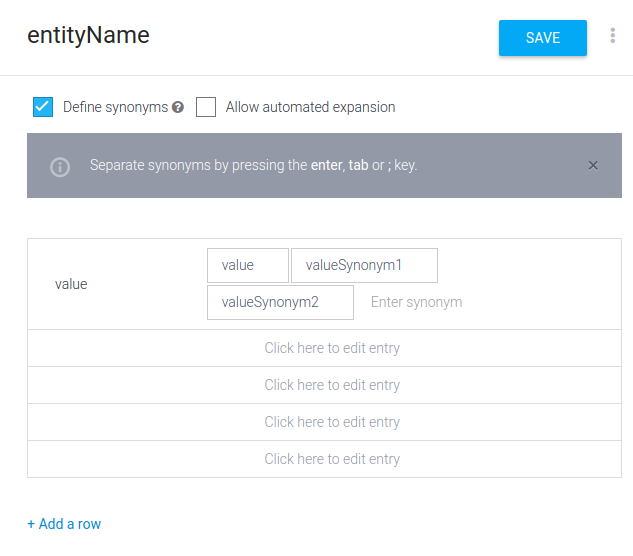 entityName
SAVE
Define synonyms
Allow automated expansion
Separate synonyms by pressing the enter, tab or ; key.
value
value
valueSynonym1
valueSynonym2
Enter synonym
Click here to edit entry
Click here to edit entry
Click here to edit entry
Click here to edit entry
+ Add a row